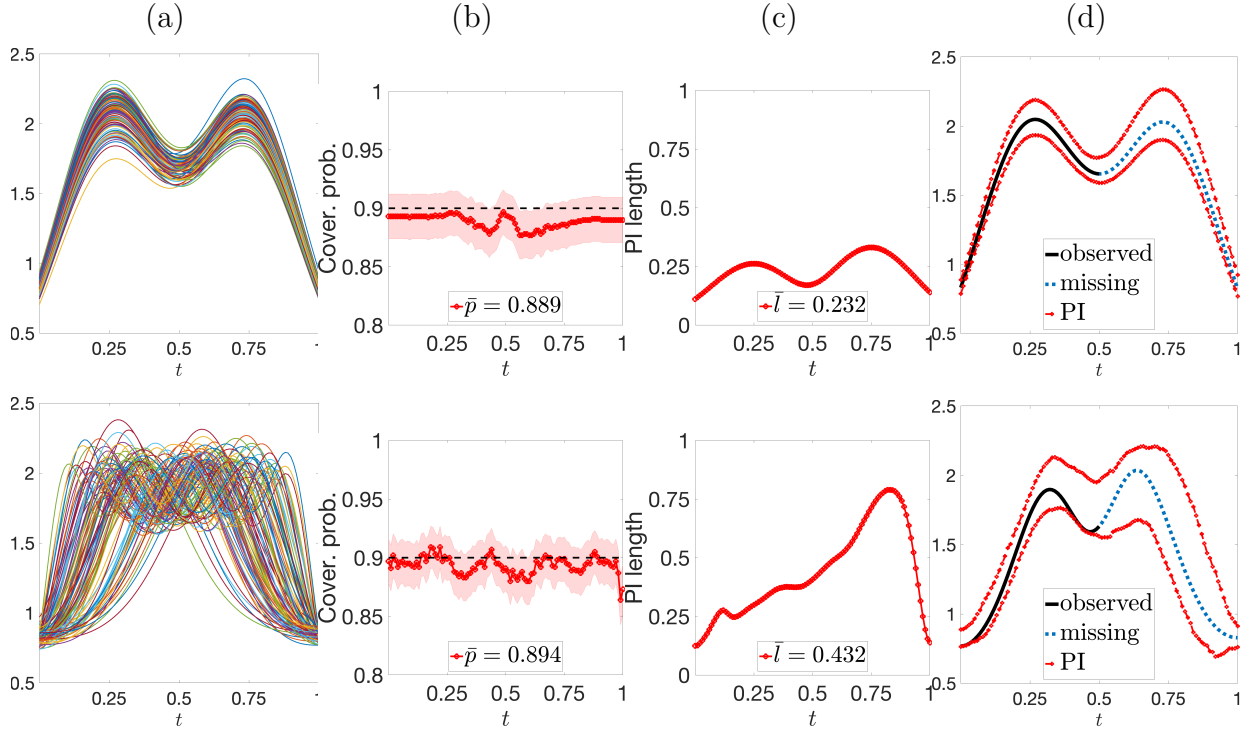 (a)
(b)
(c)
(d)
2.5
2
1.5
1
0.5
0.25
0.5
0.75
t
Cover. prob.
1
0.95
0.9
0.85
0.8
p̄ = 0.889
0.25
0.5
0.75
1
t
PI length
1
0.75
0.5
0.25
0
l̄ = 0.232
0.25
0.5
0.75
1
t
2.5
2
1.5
1
0.5
observed
missing
PI
0.25
0.5
0.75
1
t
2.5
2
1.5
1
0.5
0.25
0.5
0.75
t
Cover. prob.
1
0.95
0.9
0.85
0.8
p̄ = 0.894
0.25
0.5
0.75
1
t
PI length
1
0.75
0.5
0.25
0
l̄ = 0.432
0.25
0.5
0.75
1
t
2.5
2
1.5
1
0.5
observed
missing
PI
0.25
0.5
0.75
1
t